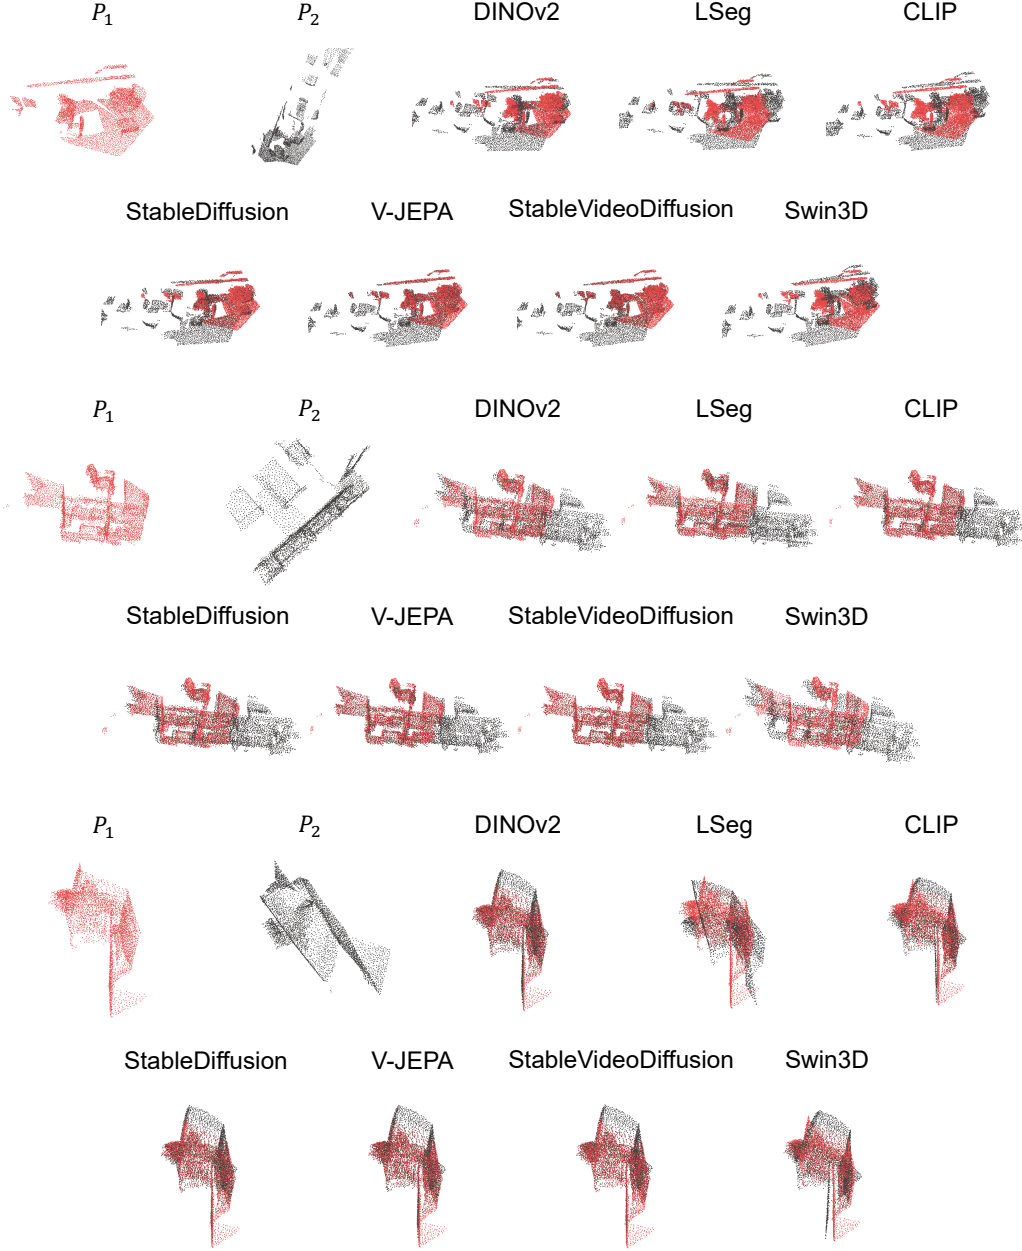 P1 P2 DINOv2 LSeg CLIP
StableDiffusion V-JEPA StableVideoDiffusion Swin3D
P1 P2 DINOv2 LSeg CLIP
StableDiffusion V-JEPA StableVideoDiffusion Swin3D
P1 P2 DINOv2 LSeg CLIP
StableDiffusion V-JEPA StableVideoDiffusion Swin3D